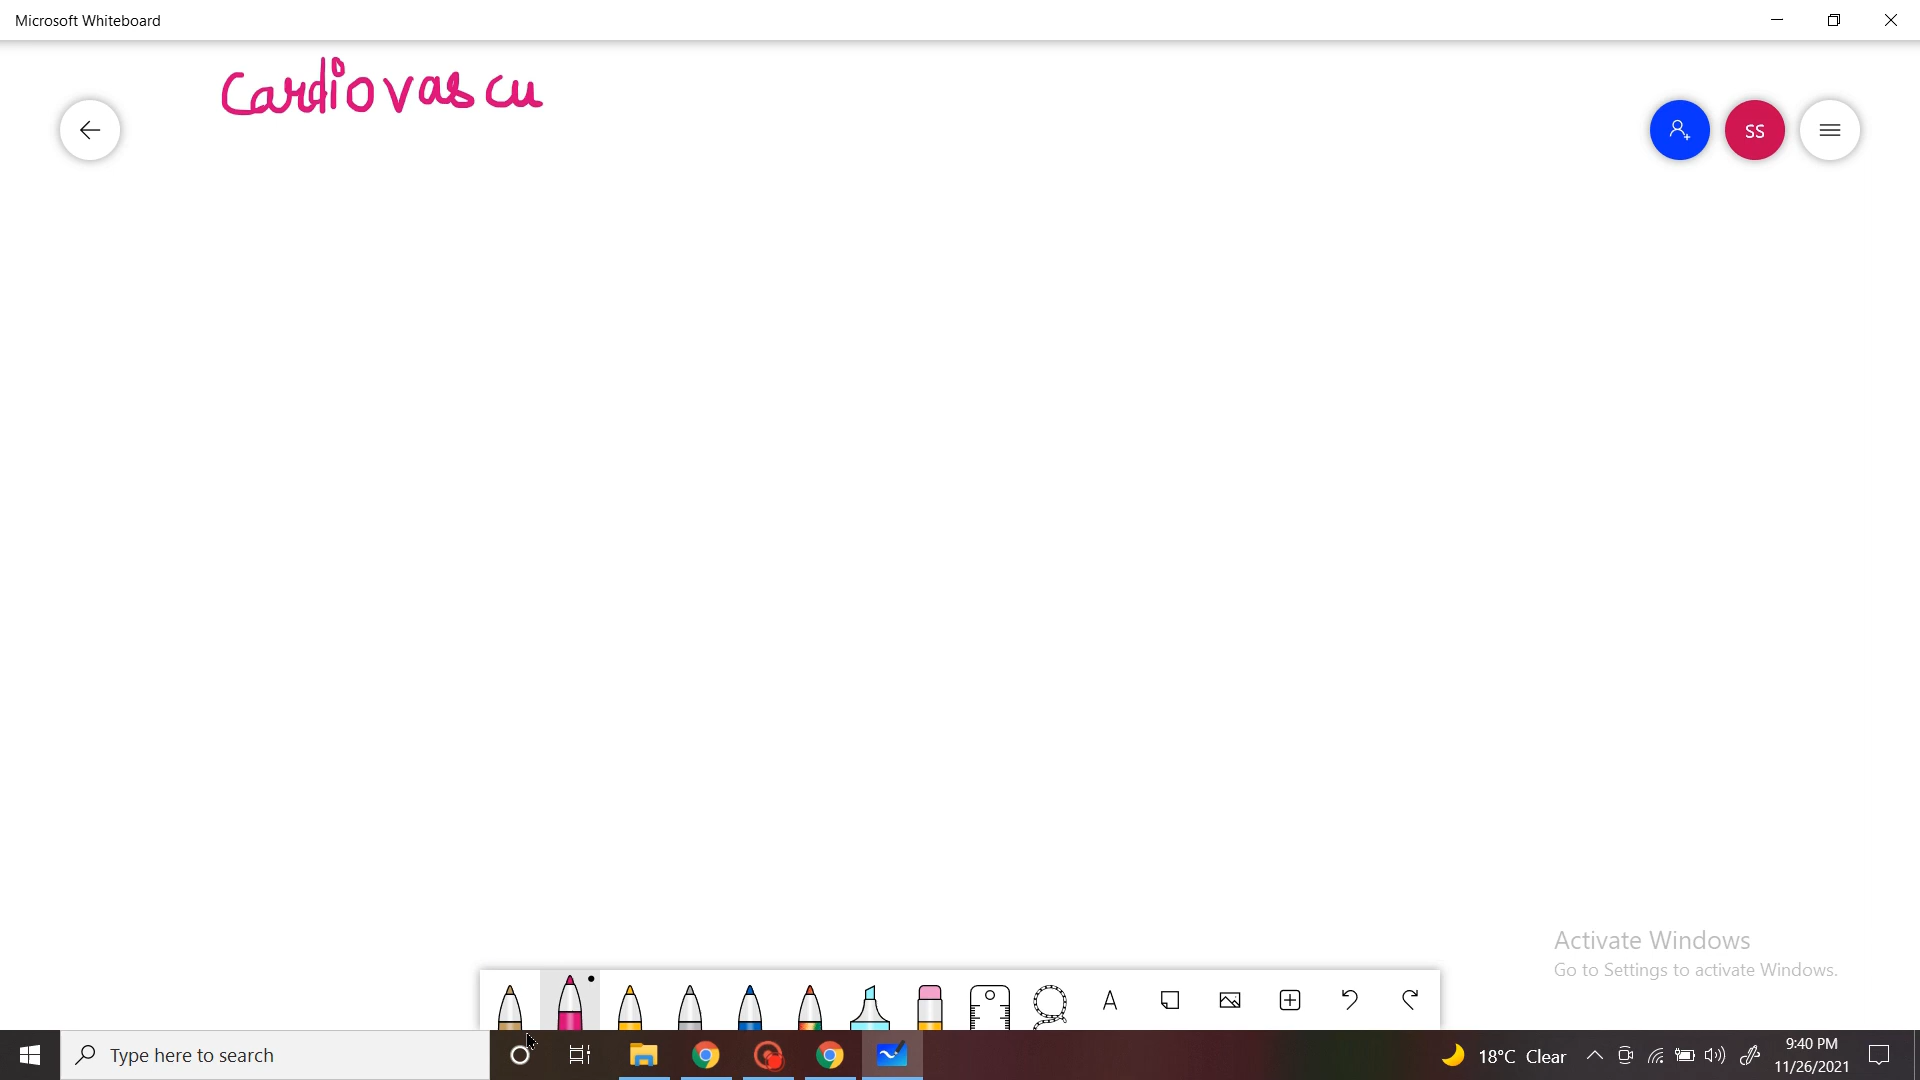 Microsoft Whiteboard
Cardiovascu
SS
Activate Windows
Go to Settings to activate Windows.
Type here to search
18°C Clear
9:40 PM
11/26/2021